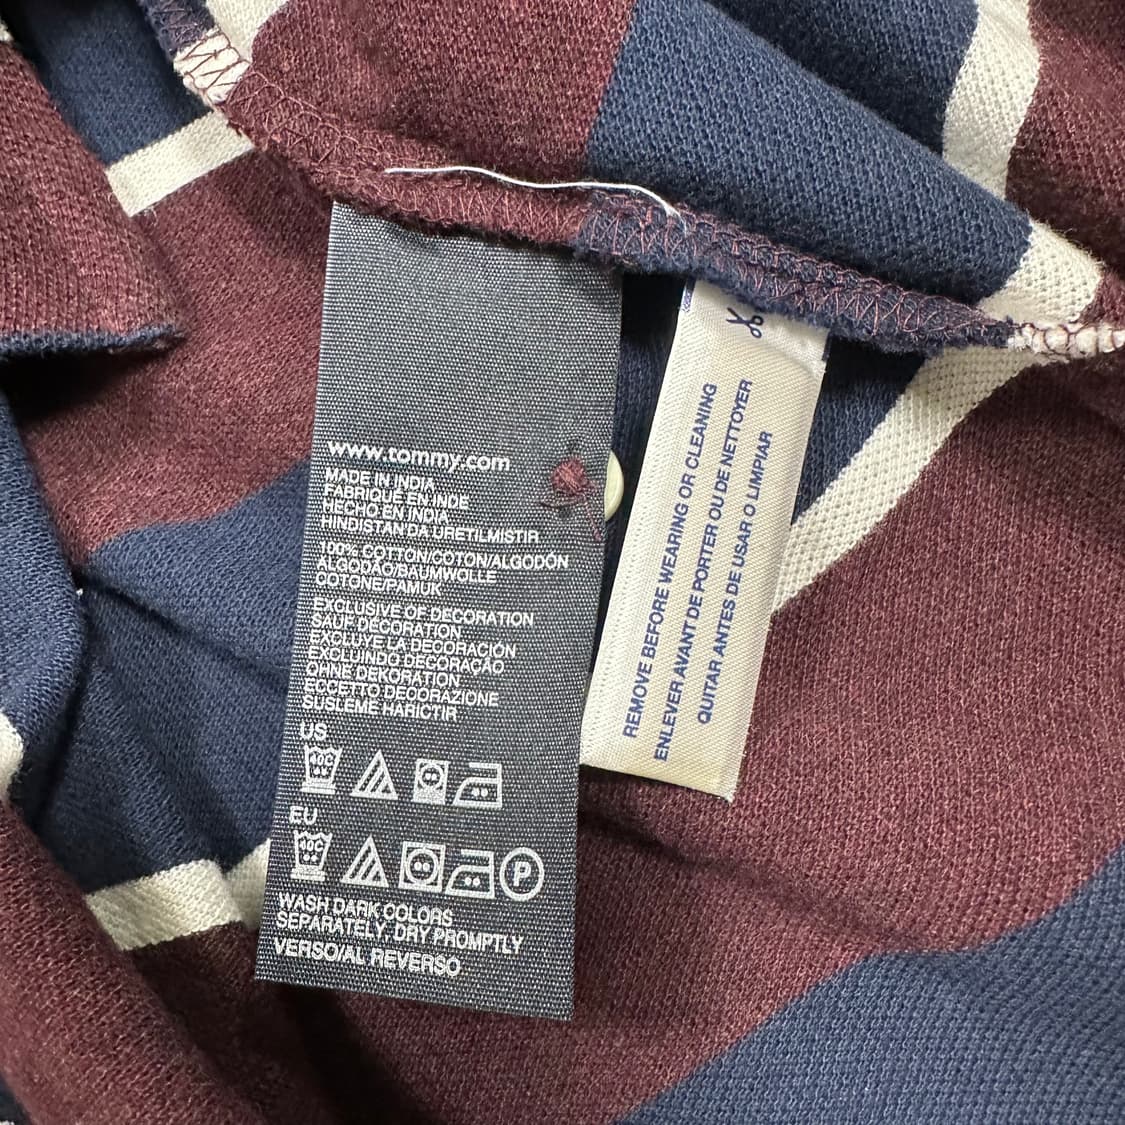 www.tommy.com
MADE IN INDIA
FABRIQUÉ EN INDE
HECHO EN INDIA
HINDISTAN'DA ÜRETILMISTIR
100% COTTON/COTON/ALGODÓN
ALGODÃO/BAUMWOLLE
COTONE/PAMUK
EXCLUSIVE OF DECORATION
SAUF DÉCORATION
EXCLUYE LA DECORACIÓN
EXCLUINDO DECORAÇÃO
OHNE DEKORATION
ECCETTO DECORAZIONE
SÜSLEME HARICTIR
US
40C
EU
40C
P
WASH DARK COLORS
SEPARATELY. DRY PROMPTLY
VERSO/AL REVERSO
REMOVE BEFORE WEARING OR CLEANING
ENLEVER AVANT DE PORTER OU DE NETTOYER
QUITAR ANTES DE USAR O LIMPIAR